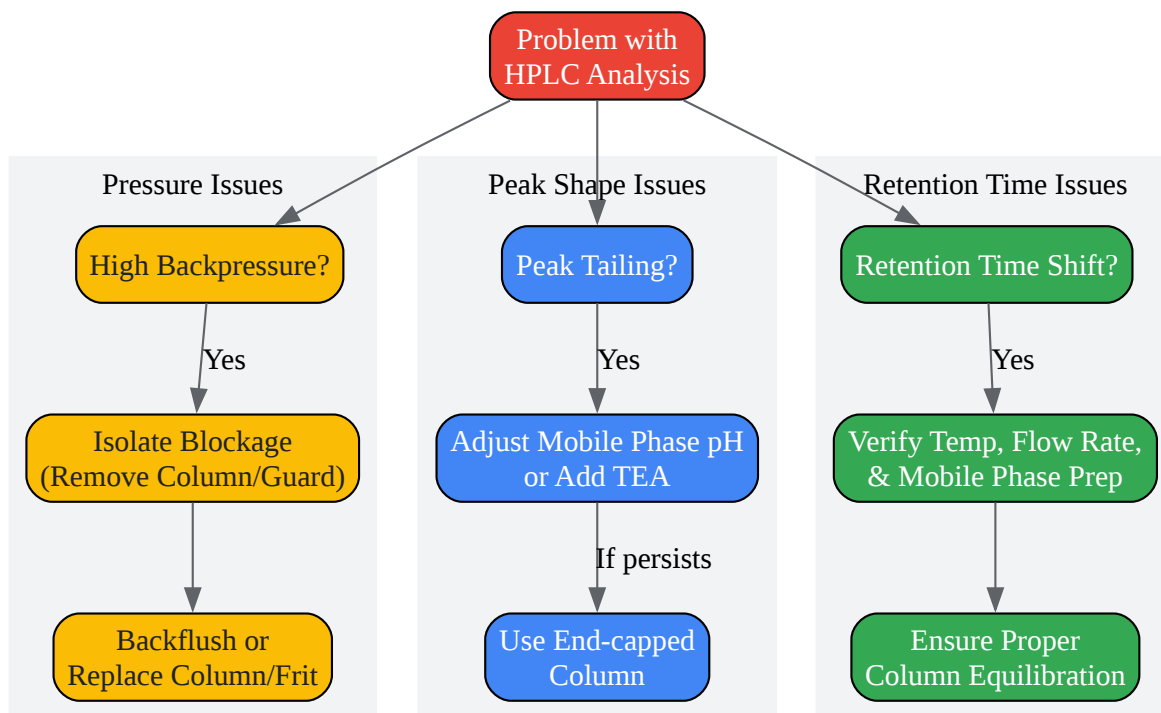 Problem with
HPLC Analysis
Pressure Issues
Peak Shape Issues
Retention Time Issues
High Backpressure?
Peak Tailing?
Retention Time Shift?
Yes
Yes
Yes
Isolate Blockage
(Remove Column/Guard)
Adjust Mobile Phase pH
or Add TEA
Verify Temp, Flow Rate,
& Mobile Phase Prep
If persists
Backflush or
Replace Column/Frit
Use End-capped
Column
Ensure Proper
Column Equilibration